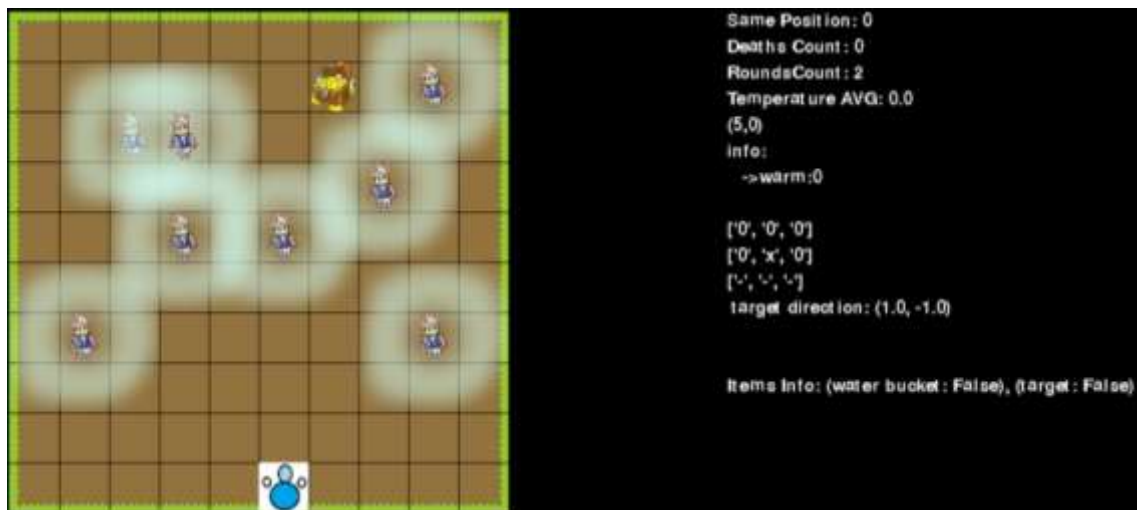 Same Position: 0
Deaths Count: 0
RoundsCount: 2
Temperature AVG: 0.0
(5,0)
info:
->warm:0
['0', '0', '0']
['0', 'x', '0']
['-', '-', '-']
target direction: (1.0, -1.0)
Items Info: (water bucket: False), (target: False)